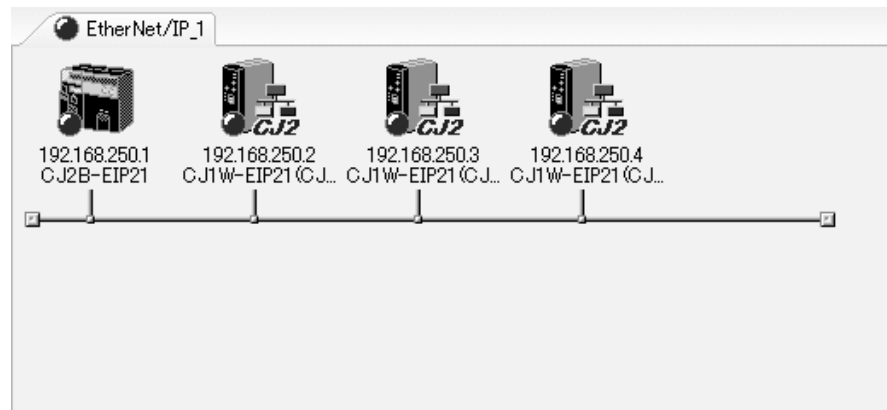 EtherNet/IP_1
CJ2 CJ2 CJ2
192.168.250.1 192.168.250.2 192.168.250.3 192.168.250.4
CJ2B-EIP21 CJ1W-EIP21(CJ... CJ1W-EIP21(CJ... CJ1W-EIP21(CJ...